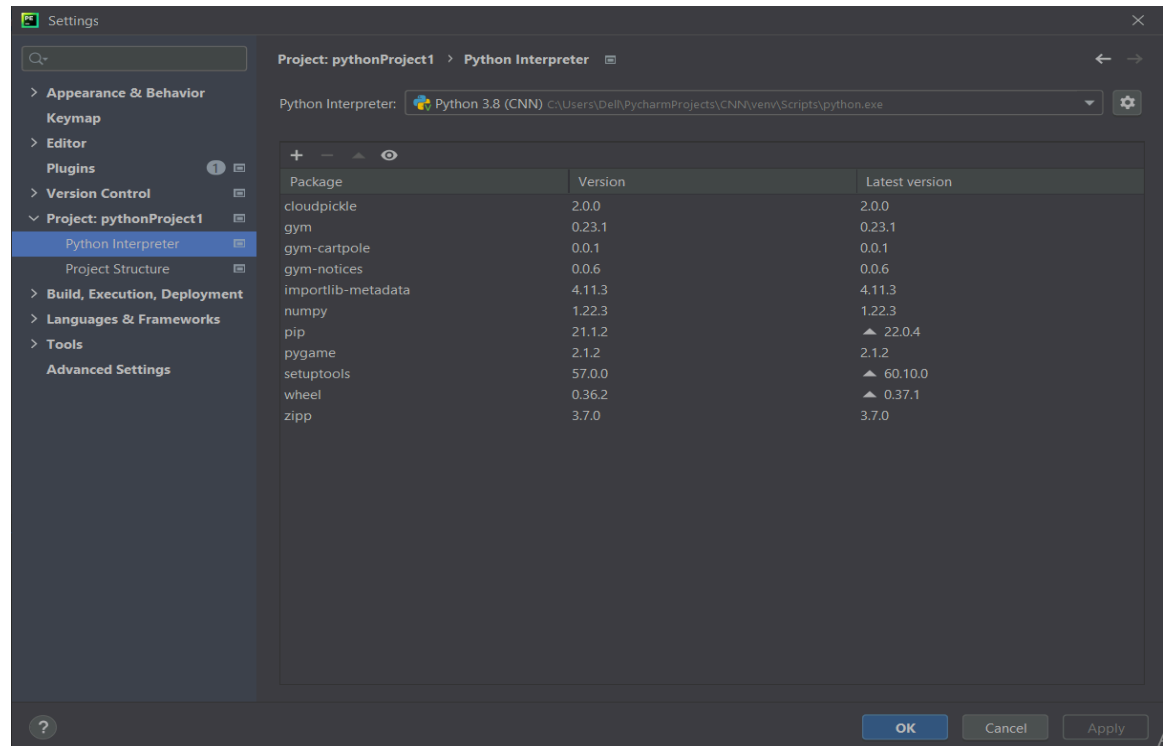 PE
Settings
Project: pythonProject1 > Python Interpreter
Appearance & Behavior
Keymap
Editor
Plugins 1
Version Control
Project: pythonProject1
Python Interpreter
Project Structure
Build, Execution, Deployment
Languages & Frameworks
Tools
Advanced Settings
Python Interpreter: Python 3.8 (CNN) C:\Users\Dell\PycharmProjects\CNN\venv\Scripts\python.exe
Package Version Latest version
cloudpickle 2.0.0 2.0.0
gym 0.23.1 0.23.1
gym-cartpole 0.0.1 0.0.1
gym-notices 0.0.6 0.0.6
importlib-metadata 4.11.3 4.11.3
numpy 1.22.3 1.22.3
pip 21.1.2 22.0.4
pygame 2.1.2 2.1.2
setuptools 57.0.0 60.10.0
wheel 0.36.2 0.37.1
zipp 3.7.0 3.7.0
? OK Cancel Apply